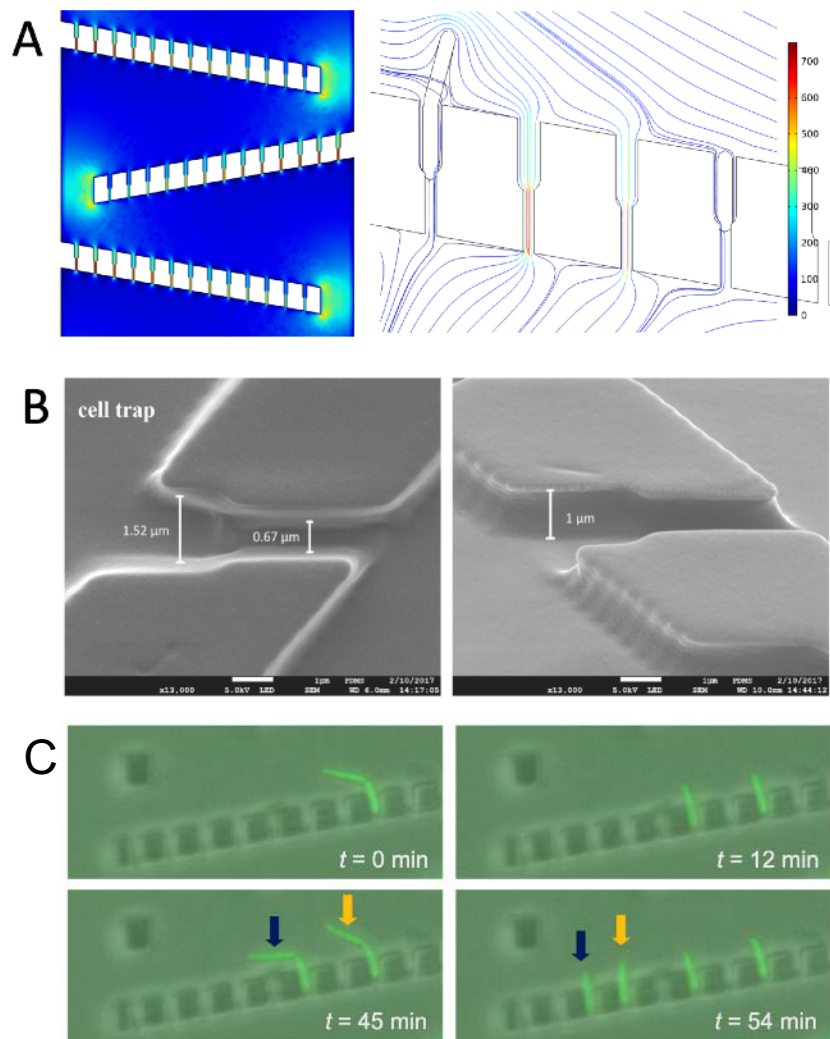 A
700
600
500
400
300
200
100
0
B
cell trap
1.52 µm
0.67 µm
1µm PDMS 2/10/2017
x13,000 5.0kV LED SEM WD 6.0mm 14:17:05
1 µm
1µm PDMS 2/10/2017
x13,000 5.0kV LED SEM WD 10.0mm 14:44:12
C
t = 0 min
t = 12 min
t = 45 min
t = 54 min